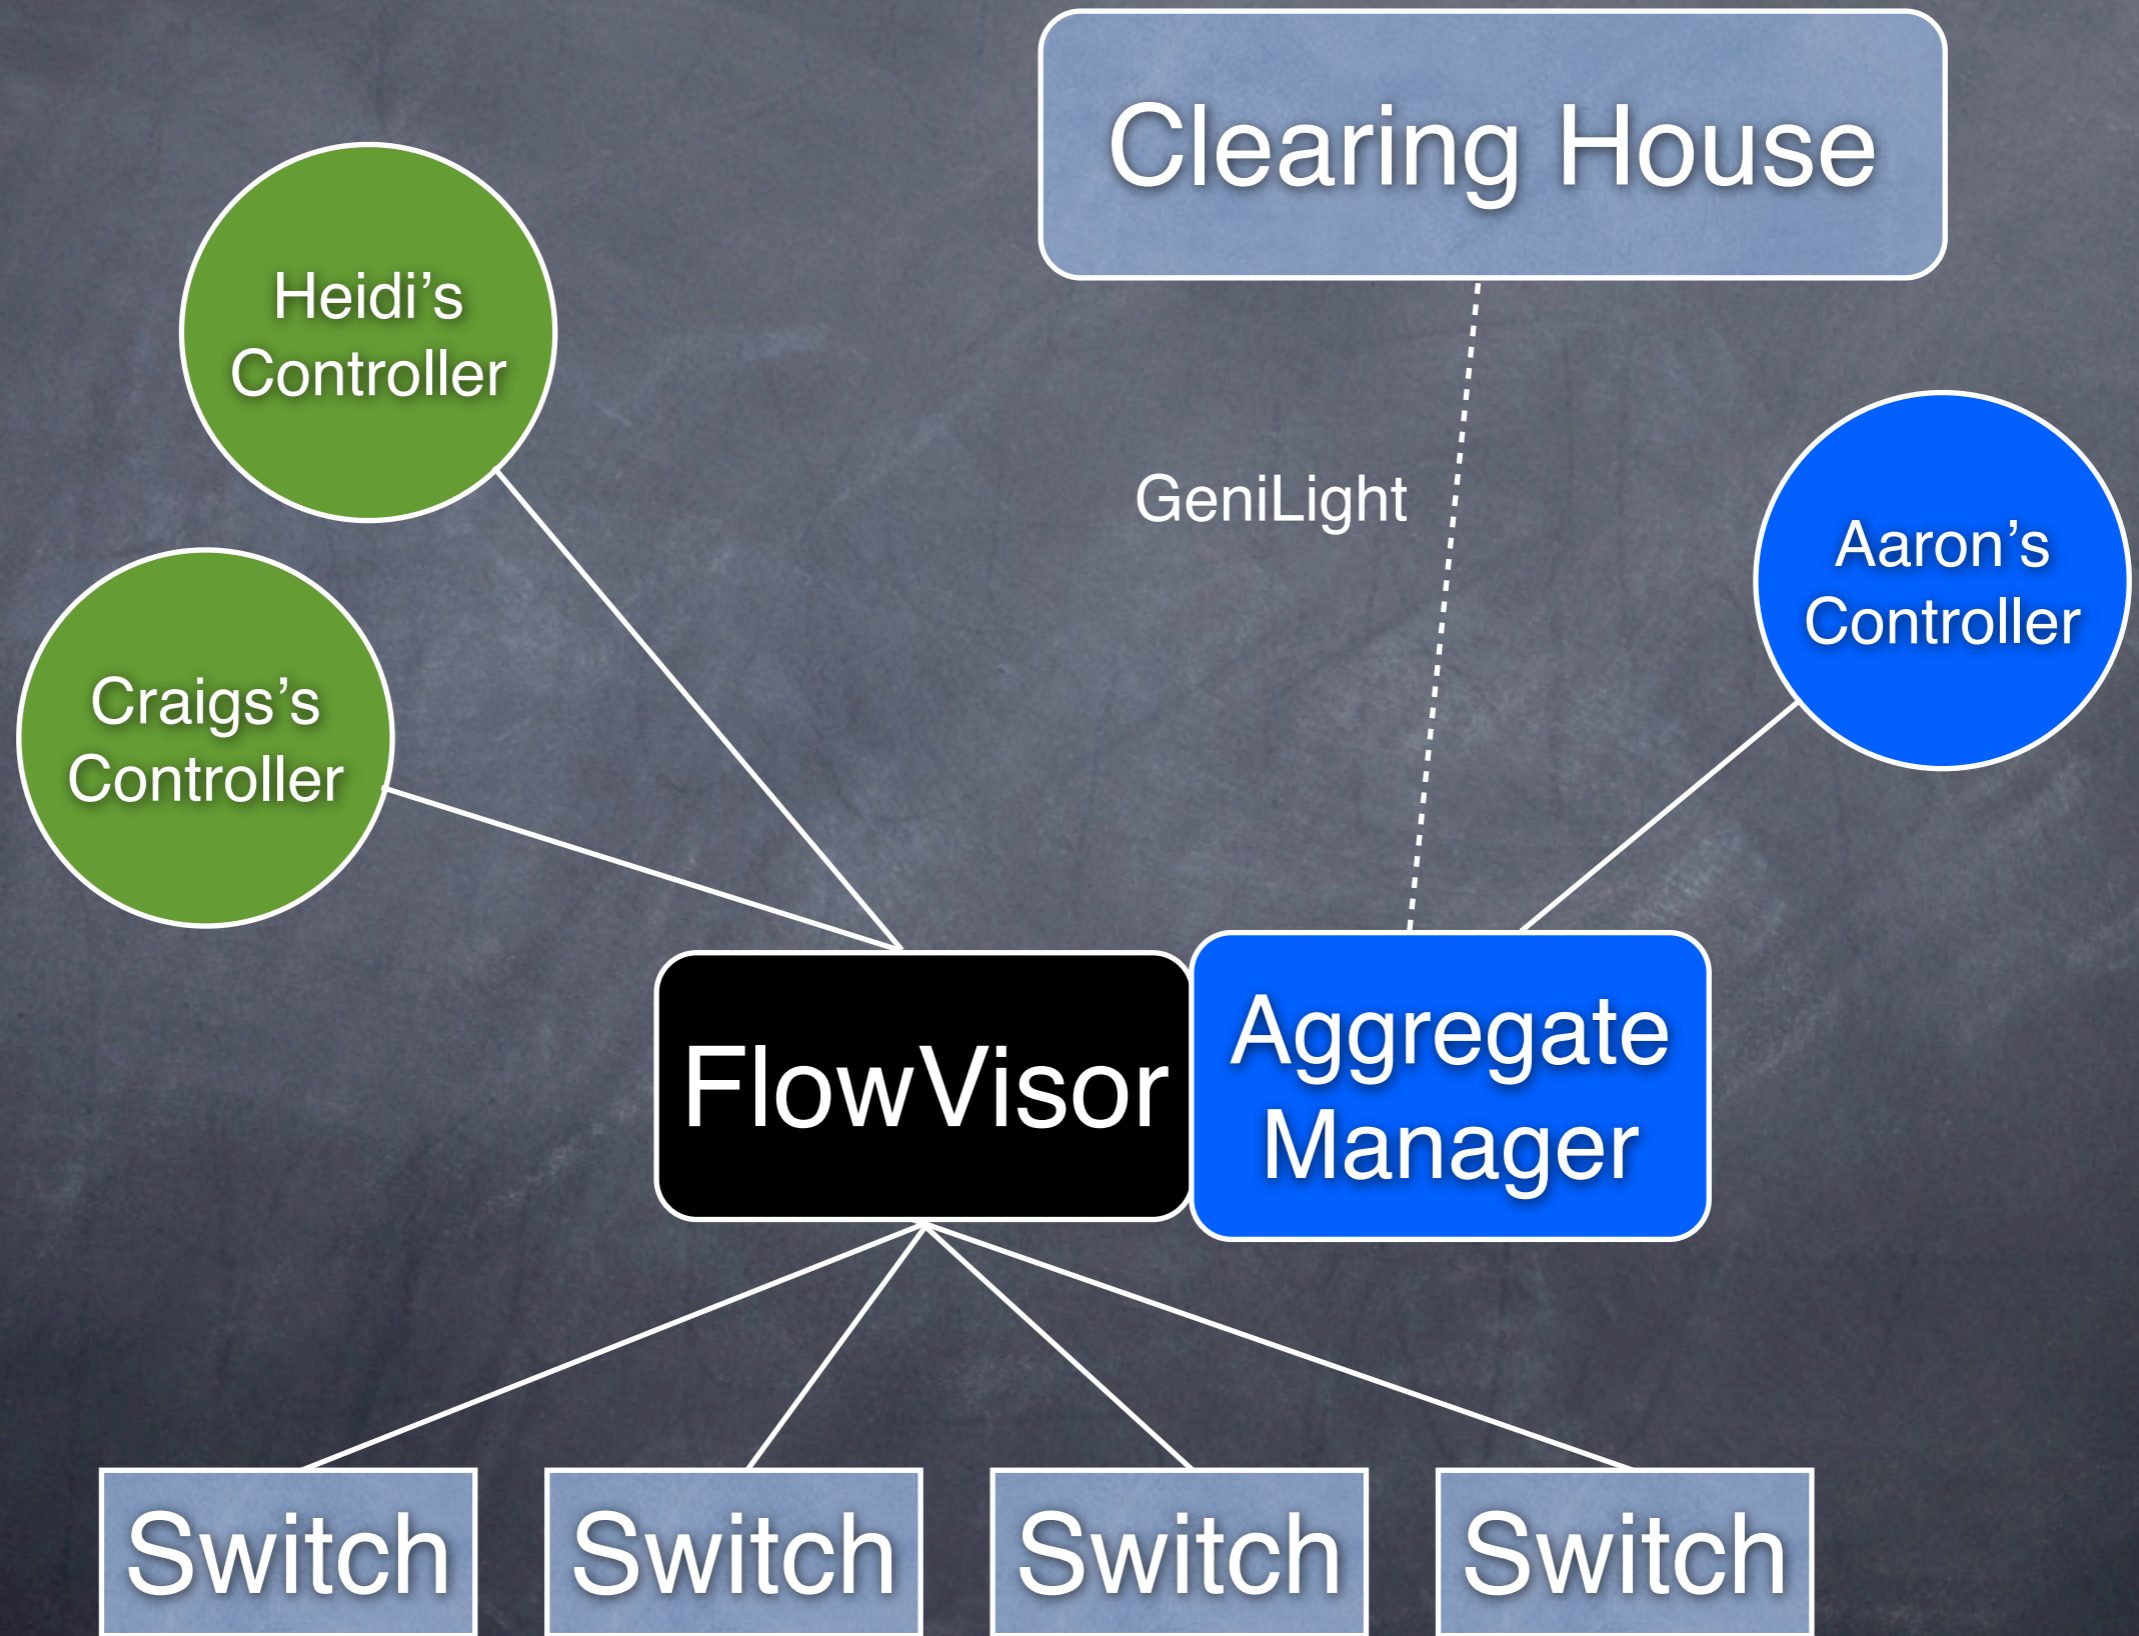 Clearing House
Heidi’s
Controller
GeniLight
Aaron’s
Controller
Craigs’s
Controller
FlowVisor
Aggregate
Manager
Switch
Switch
Switch
Switch